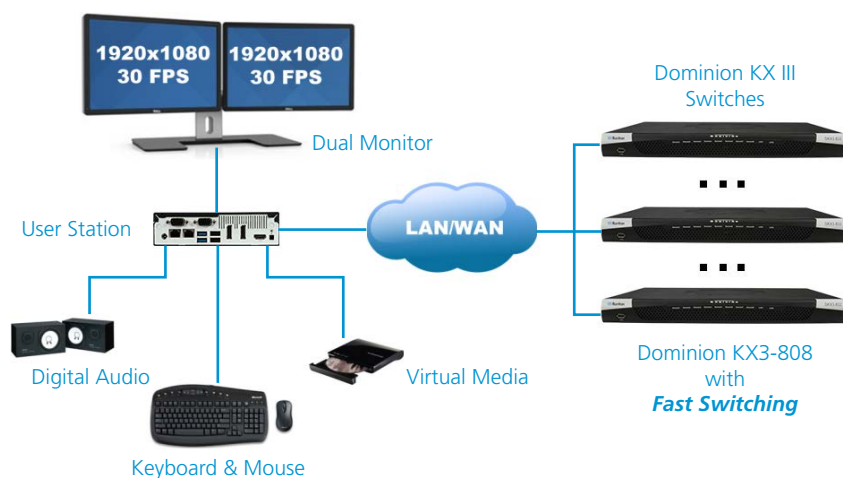 1920x1080
30 FPS
1920x1080
30 FPS
Dual Monitor
Dominion KX III
Switches
User Station
LAN/WAN
Digital Audio
Virtual Media
Keyboard & Mouse
Dominion KX3-808
with
Fast Switching